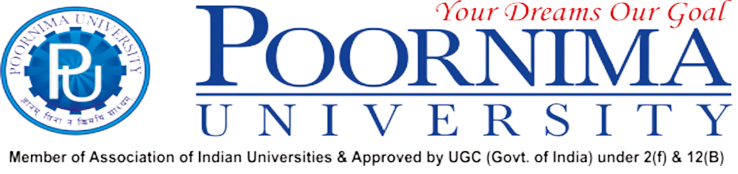 POORNIMA UNIVERSITY
PU
Your Dreams Our Goal
POORNIMA
UNIVERSITY
Member of Association of Indian Universities & Approved by UGC (Govt. of India) under 2(f) & 12(B)